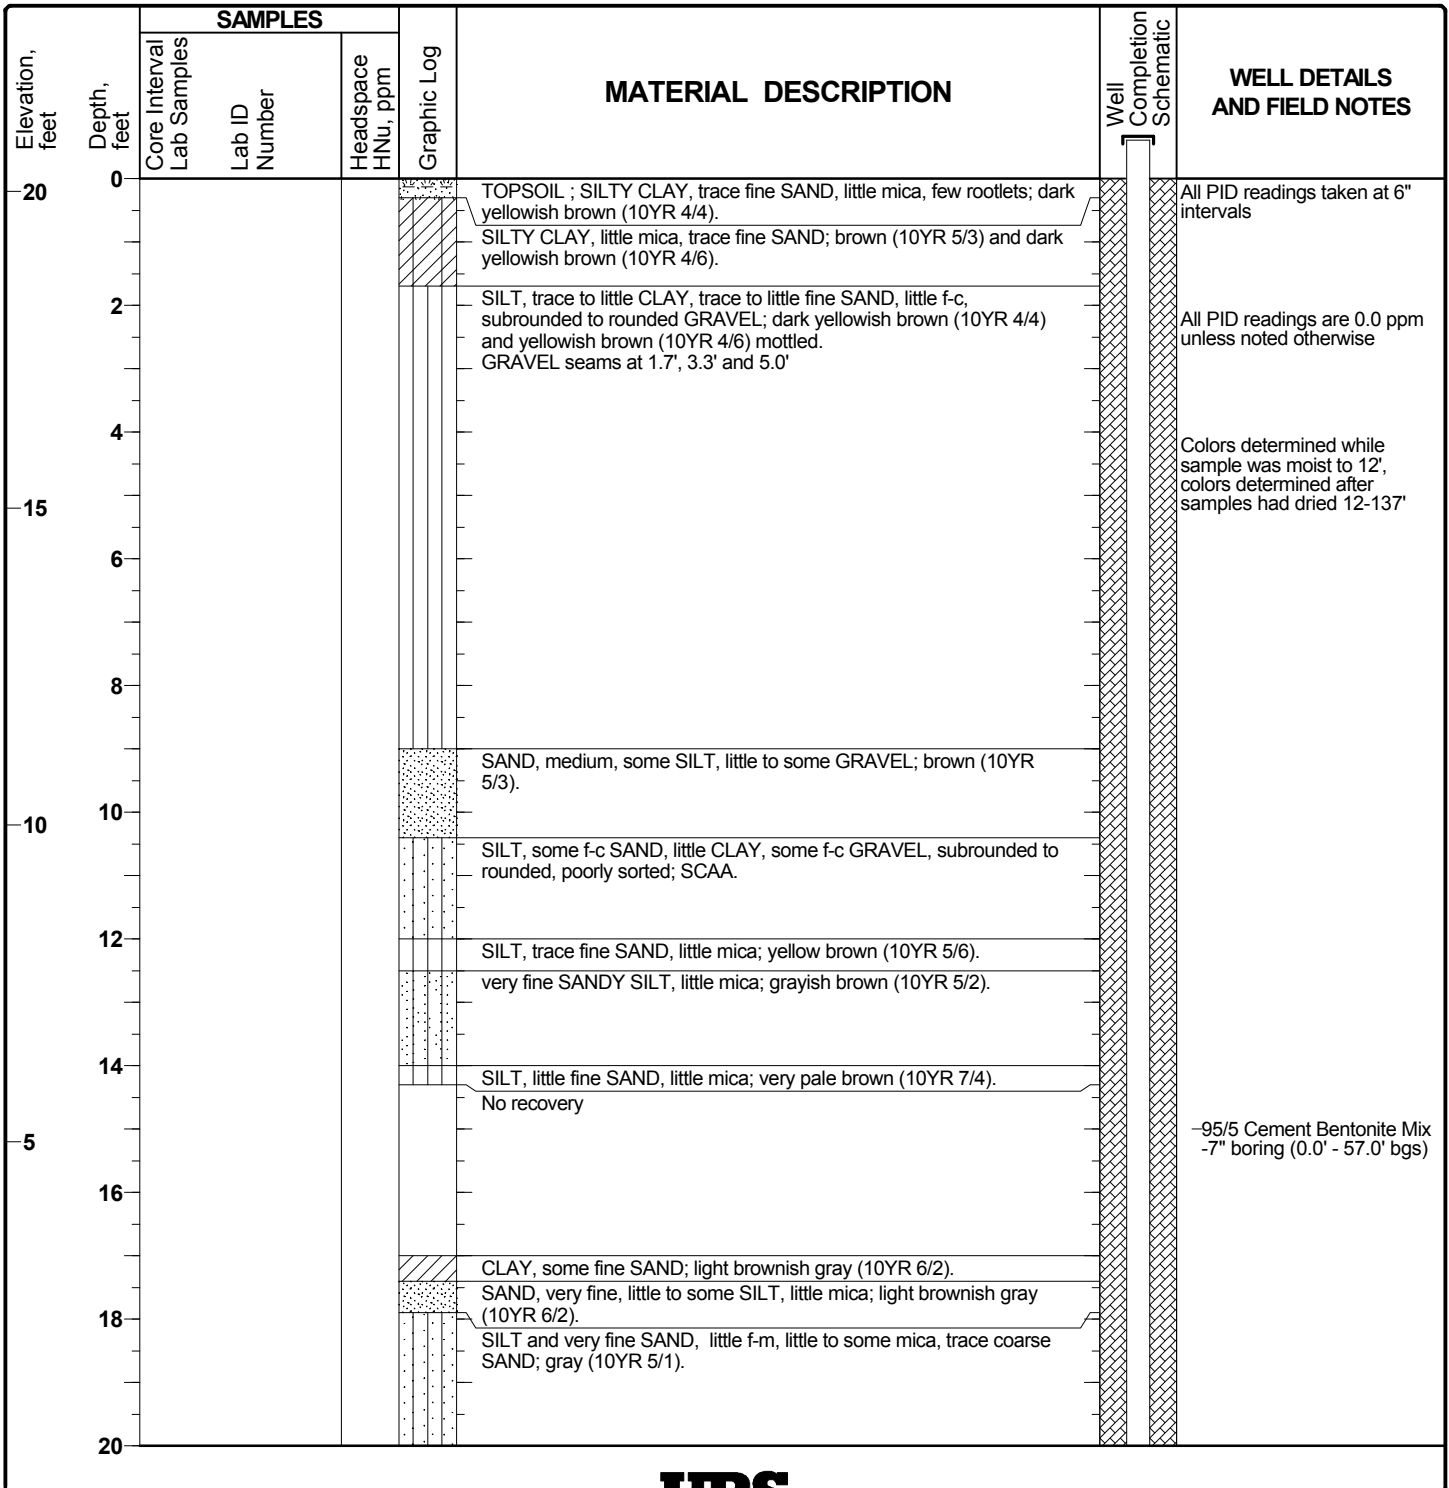 SAMPLES
Elevation,
feet
Depth,
feet
Core Interval
Lab Samples
Lab ID
Number
Headspace
HNu, ppm
Graphic Log
MATERIAL DESCRIPTION
Well
Completion
Schematic
WELL DETAILS
AND FIELD NOTES
0
20
TOPSOIL ; SILTY CLAY, trace fine SAND, little mica, few rootlets; dark
yellowish brown (10YR 4/4).
All PID readings taken at 6"
intervals
SILTY CLAY, little mica, trace fine SAND; brown (10YR 5/3) and dark
yellowish brown (10YR 4/6).
2
SILT, trace to little CLAY, trace to little fine SAND, little f-c,
subrounded to rounded GRAVEL; dark yellowish brown (10YR 4/4)
and yellowish brown (10YR 4/6) mottled.
GRAVEL seams at 1.7', 3.3' and 5.0'
All PID readings are 0.0 ppm
unless noted otherwise
4
Colors determined while
sample was moist to 12',
colors determined after
samples had dried 12-137'
15
6
8
SAND, medium, some SILT, little to some GRAVEL; brown (10YR
5/3).
10
10
SILT, some f-c SAND, little CLAY, some f-c GRAVEL, subrounded to
rounded, poorly sorted; SCAA.
12
SILT, trace fine SAND, little mica; yellow brown (10YR 5/6).
very fine SANDY SILT, little mica; grayish brown (10YR 5/2).
14
SILT, little fine SAND, little mica; very pale brown (10YR 7/4).
No recovery
5
95/5 Cement Bentonite Mix
-7" boring (0.0' - 57.0' bgs)
16
CLAY, some fine SAND; light brownish gray (10YR 6/2).
SAND, very fine, little to some SILT, little mica; light brownish gray
(10YR 6/2).
18
SILT and very fine SAND, little f-m, little to some mica, trace coarse
SAND; gray (10YR 5/1).
20